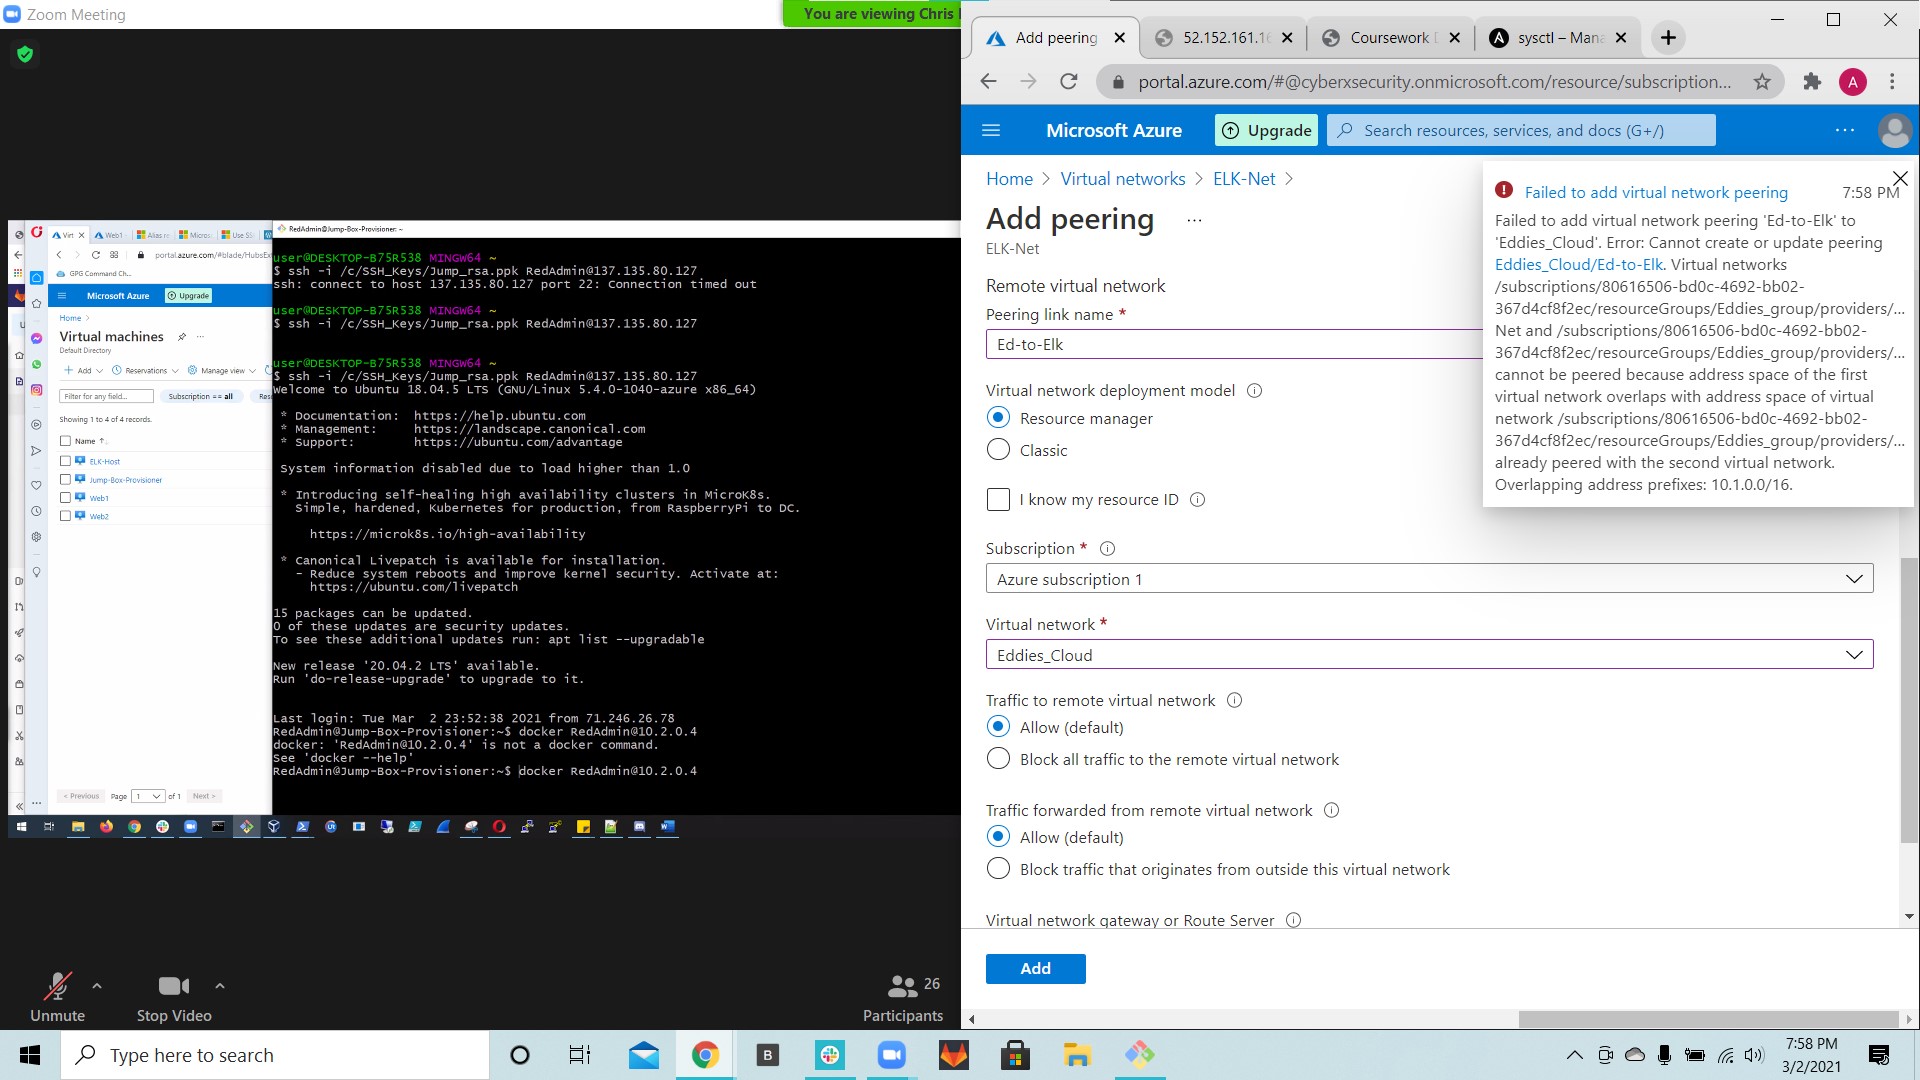 Zoom Meeting
You are viewing Chris
RedAdmin@Jump-Box-Provisioner: ~
Virt
Web1
Alias re
Micros
Microso
Use SS
portal.azure.com/#blade/HubsEx
GPG Command Ch...
Microsoft Azure
Upgrade
Home >
Virtual machines
...
Default Directory
+ Add
Reservations
Manage view
Filter for any field...
Subscription == all
Showing 1 to 4 of 4 records.
Name ↑
ELK-Host
Jump-Box-Provisioner
Web1
Web2
< Previous
Page
1
of 1
Next >
user@DESKTOP-B75R538 MINGW64 ~
$ ssh -i /c/SSH_Keys/Jump_rsa.ppk RedAdmin@137.135.80.127
ssh: connect to host 137.135.80.127 port 22: Connection timed out
user@DESKTOP-B75R538 MINGW64 ~
$ ssh -i /c/SSH_Keys/Jump_rsa.ppk RedAdmin@137.135.80.127
user@DESKTOP-B75R538 MINGW64 ~
$ ssh -i /c/SSH_Keys/Jump_rsa.ppk RedAdmin@137.135.80.127
Welcome to Ubuntu 18.04.5 LTS (GNU/Linux 5.4.0-1040-azure x86_64)
* Documentation: https://help.ubuntu.com
* Management: https://landscape.canonical.com
* Support: https://ubuntu.com/advantage
System information disabled due to load higher than 1.0
* Introducing self-healing high availability clusters in MicroK8s.
Simple, hardened, Kubernetes for production, from RaspberryPi to DC.
https://microk8s.io/high-availability
* Canonical Livepatch is available for installation.
- Reduce system reboots and improve kernel security. Activate at:
https://ubuntu.com/livepatch
15 packages can be updated.
0 of these updates are security updates.
To see these additional updates run: apt list --upgradable
New release '20.04.2 LTS' available.
Run 'do-release-upgrade' to upgrade to it.
Last login: Tue Mar  2 23:52:38 2021 from 71.246.26.78
RedAdmin@Jump-Box-Provisioner:~$ docker RedAdmin@10.2.0.4
docker: 'RedAdmin@10.2.0.4' is not a docker command.
See 'docker --help'
RedAdmin@Jump-Box-Provisioner:~$ docker RedAdmin@10.2.0.4
Unmute
Stop Video
26
Participants
Add peering
52.152.161.16
Coursework
sysctl – Mana
portal.azure.com/#@cyberxsecurity.onmicrosoft.com/resource/subscription...
A
Microsoft Azure
Upgrade
Search resources, services, and docs (G+/)
...
Home > Virtual networks > ELK-Net >
Add peering
...
ELK-Net
Remote virtual network
Peering link name *
Ed-to-Elk
Virtual network deployment model
Resource manager
Classic
I know my resource ID
Subscription *
Azure subscription 1
Virtual network *
Eddies_Cloud
Traffic to remote virtual network
Allow (default)
Block all traffic to the remote virtual network
Traffic forwarded from remote virtual network
Allow (default)
Block traffic that originates from outside this virtual network
Virtual network gateway or Route Server
Add
Failed to add virtual network peering
7:58 PM
Failed to add virtual network peering 'Ed-to-Elk' to
'Eddies_Cloud'. Error: Cannot create or update peering
Eddies_Cloud/Ed-to-Elk. Virtual networks
/subscriptions/80616506-bd0c-4692-bb02-
367d4cf8f2ec/resourceGroups/Eddies_group/providers/...
Net and /subscriptions/80616506-bd0c-4692-bb02-
367d4cf8f2ec/resourceGroups/Eddies_group/providers/...
cannot be peered because address space of the first
virtual network overlaps with address space of virtual
network /subscriptions/80616506-bd0c-4692-bb02-
367d4cf8f2ec/resourceGroups/Eddies_group/providers/...
already peered with the second virtual network.
Overlapping address prefixes: 10.1.0.0/16.
Type here to search
B
7:58 PM
3/2/2021